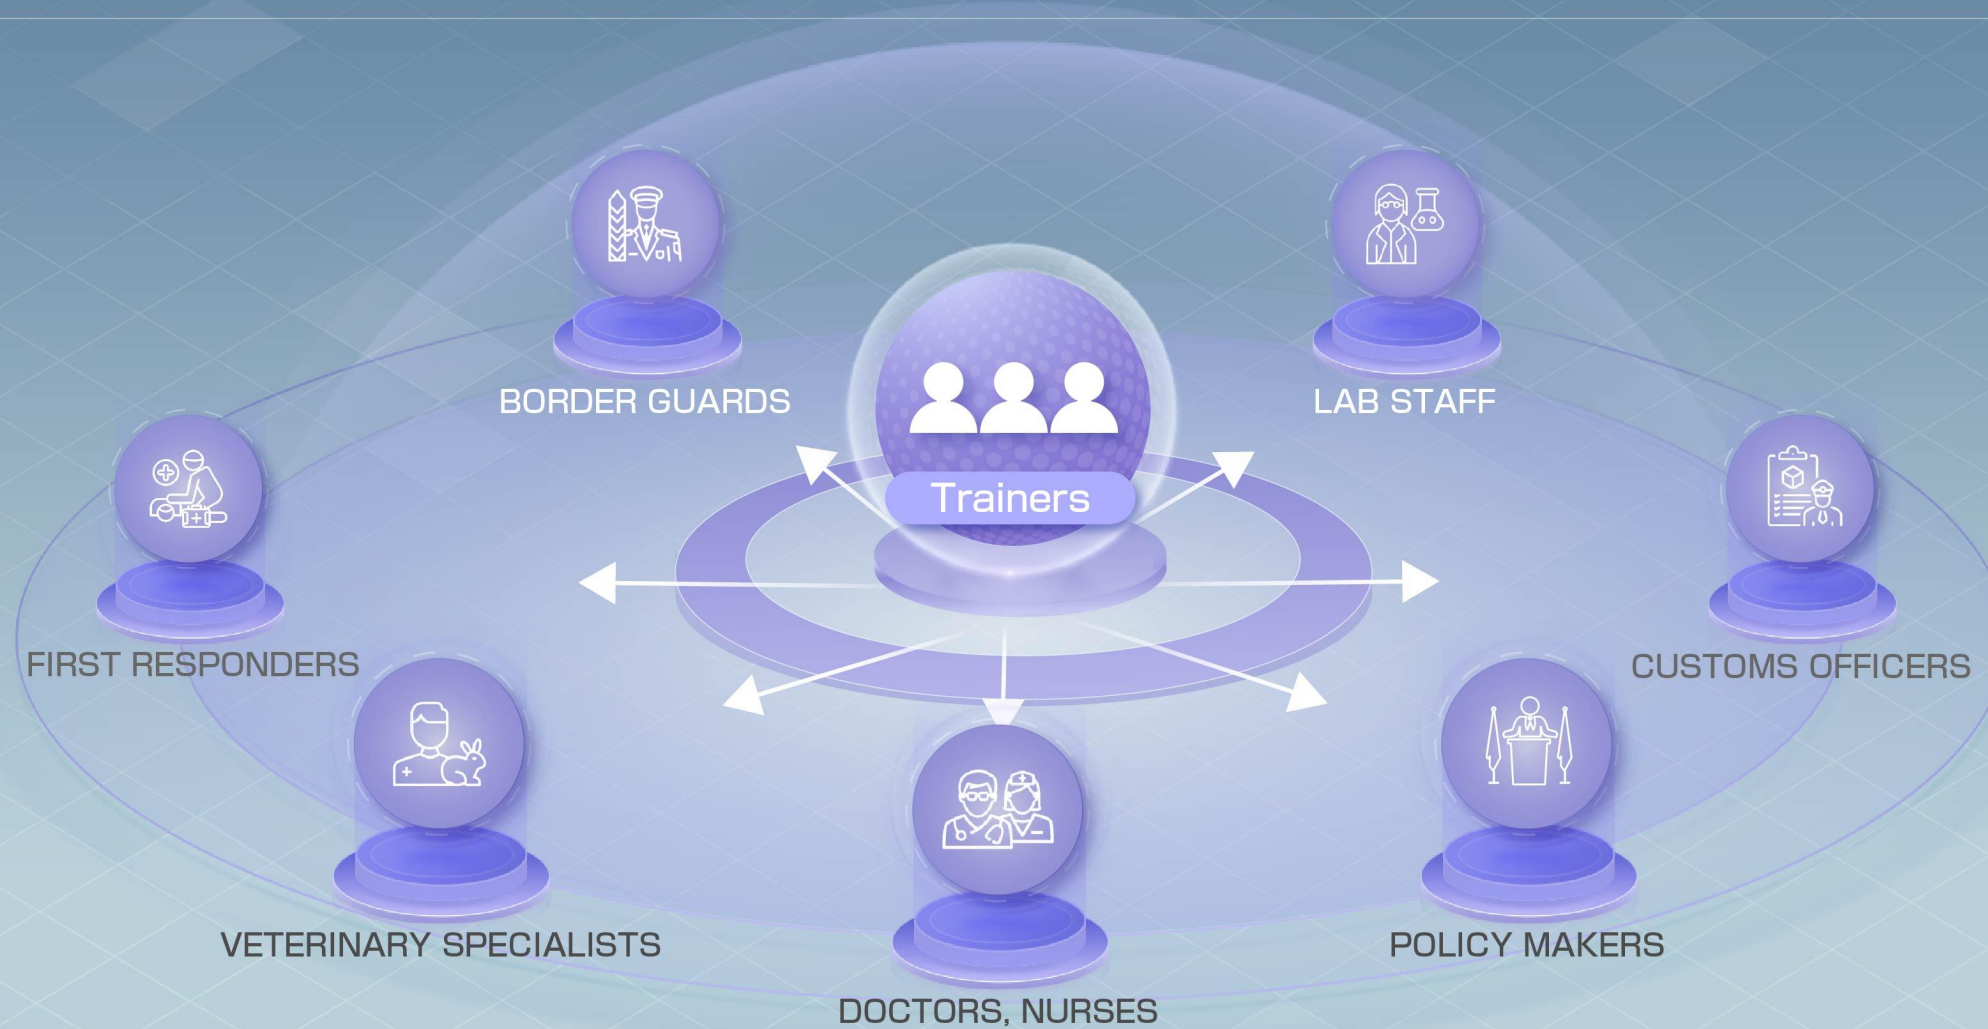 BORDER GUARDS
LAB STAFF
Trainers
FIRST RESPONDERS
CUSTOMS OFFICERS
VETERINARY SPECIALISTS
POLICY MAKERS
DOCTORS, NURSES